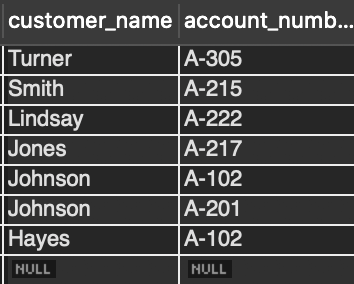 customer_name account_numb...
Turner A-305
Smith A-215
Lindsay A-222
Jones A-217
Johnson A-102
Johnson A-201
Hayes A-102
NULL NULL